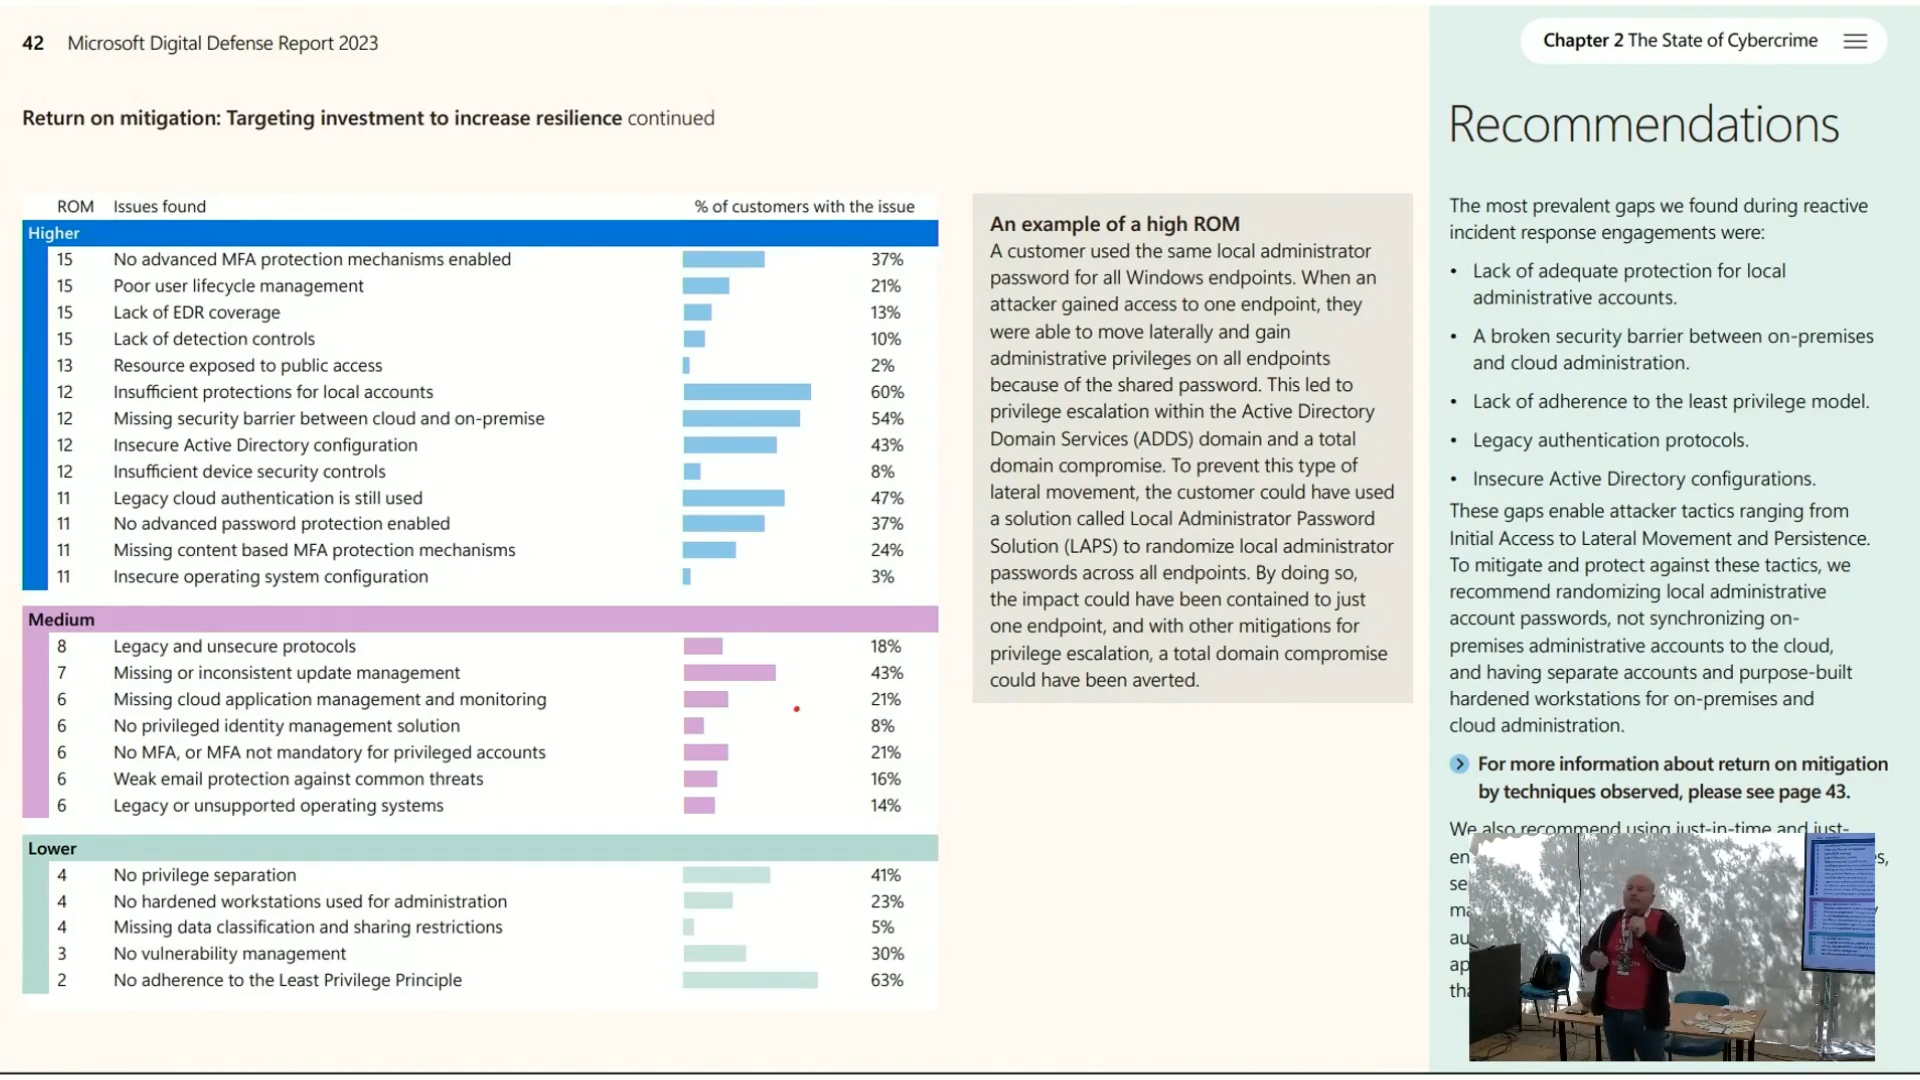 42 Microsoft Digital Defense Report 2023
Chapter 2 The State of Cybercrime
Return on mitigation: Targeting investment to increase resilience continued
ROM Issues found % of customers with the issue
Higher
15 No advanced MFA protection mechanisms enabled 37%
15 Poor user lifecycle management 21%
15 Lack of EDR coverage 13%
15 Lack of detection controls 10%
13 Resource exposed to public access 2%
12 Insufficient protections for local accounts 60%
12 Missing security barrier between cloud and on-premise 54%
12 Insecure Active Directory configuration 43%
12 Insufficient device security controls 8%
11 Legacy cloud authentication is still used 47%
11 No advanced password protection enabled 37%
11 Missing content based MFA protection mechanisms 24%
11 Insecure operating system configuration 3%
Medium
8 Legacy and unsecure protocols 18%
7 Missing or inconsistent update management 43%
6 Missing cloud application management and monitoring 21%
6 No privileged identity management solution 8%
6 No MFA, or MFA not mandatory for privileged accounts 21%
6 Weak email protection against common threats 16%
6 Legacy or unsupported operating systems 14%
Lower
4 No privilege separation 41%
4 No hardened workstations used for administration 23%
4 Missing data classification and sharing restrictions 5%
3 No vulnerability management 30%
2 No adherence to the Least Privilege Principle 63%
An example of a high ROM
A customer used the same local administrator
password for all Windows endpoints. When an
attacker gained access to one endpoint, they
were able to move laterally and gain
administrative privileges on all endpoints
because of the shared password. This led to
privilege escalation within the Active Directory
Domain Services (ADDS) domain and a total
domain compromise. To prevent this type of
lateral movement, the customer could have used
a solution called Local Administrator Password
Solution (LAPS) to randomize local administrator
passwords across all endpoints. By doing so,
the impact could have been contained to just
one endpoint, and with other mitigations for
privilege escalation, a total domain compromise
could have been averted.
Recommendations
The most prevalent gaps we found during reactive
incident response engagements were:
• Lack of adequate protection for local
administrative accounts.
• A broken security barrier between on-premises
and cloud administration.
• Lack of adherence to the least privilege model.
• Legacy authentication protocols.
• Insecure Active Directory configurations.
These gaps enable attacker tactics ranging from
Initial Access to Lateral Movement and Persistence.
To mitigate and protect against these tactics, we
recommend randomizing local administrative
account passwords, not synchronizing on-
premises administrative accounts to the cloud,
and having separate accounts and purpose-built
hardened workstations for on-premises and
cloud administration.
For more information about return on mitigation
by techniques observed, please see page 43.
We also recommend using just-in-time and just-